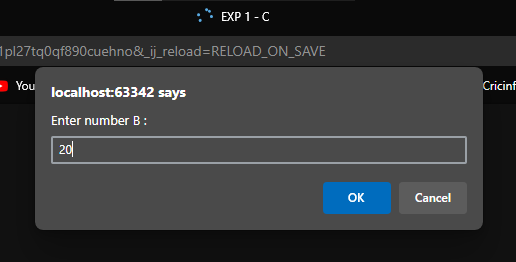 EXP 1 - C
1pl27tq0qf890cuehno&_ij_reload=RELOAD_ON_SAVE
You
Cricinf
localhost:63342 says
Enter number B :
20
OK
Cancel